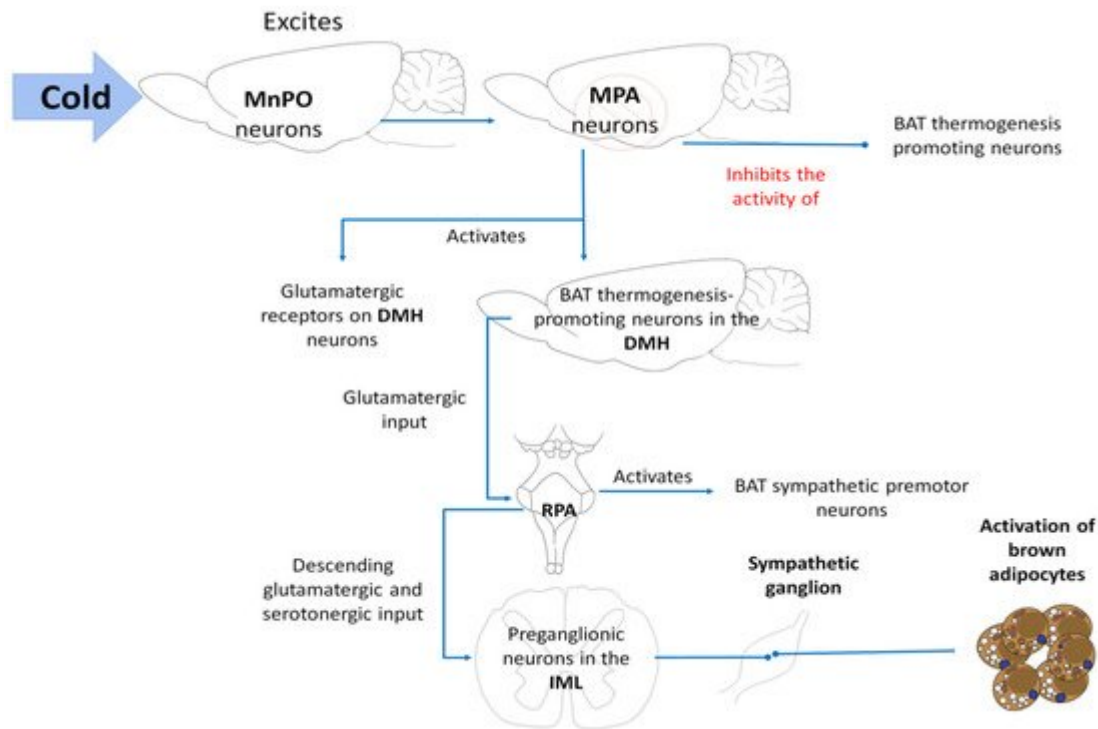 Excites
Cold
MnPO
neurons
MPA
neurons
BAT thermogenesis
promoting neurons
Inhibits the
activity of
Activates
Glutamatergic
receptors on DMH
neurons
BAT thermogenesis-
promoting neurons in the
DMH
Glutamatergic
input
RPA
Activates
BAT sympathetic premotor
neurons
Descending
glutamatergic and
serotonergic input
Preganglionic
neurons in the
IML
Sympathetic
ganglion
Activation of
brown
adipocytes